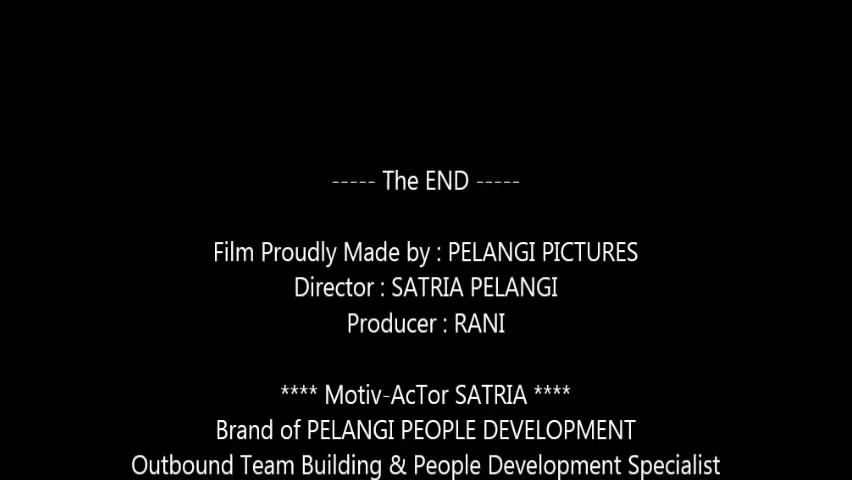 ----- The END -----
Film Proudly Made by : PELANGI PICTURES
Director : SATRIA PELANGI
Producer : RANI
**** Motiv-AcTor SATRIA ****
Brand of PELANGI PEOPLE DEVELOPMENT
Outbound Team Building & People Development Specialist